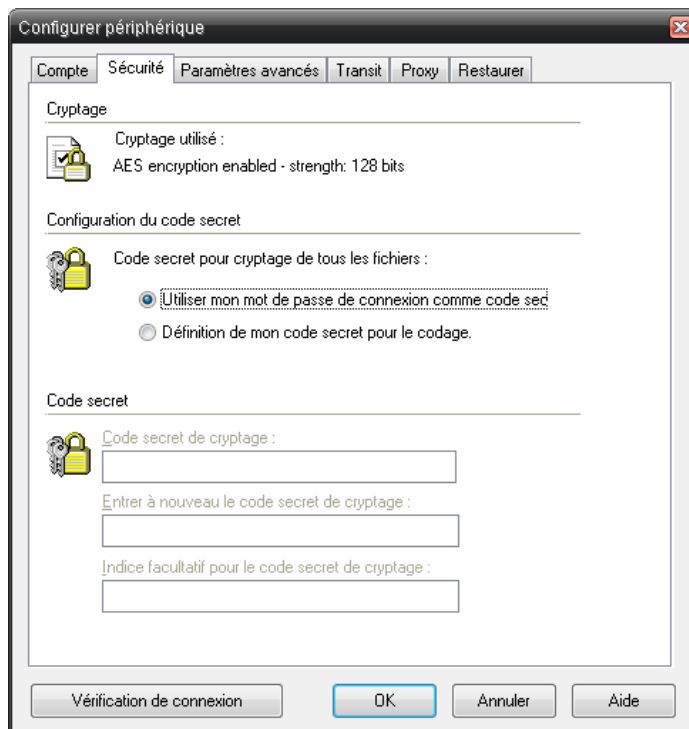 Configurer périphérique
Compte Sécurité Paramètres avancés Transit Proxy Restaurer
Cryptage
Cryptage utilisé :
AES encryption enabled - strength: 128 bits
Configuration du code secret
Code secret pour cryptage de tous les fichiers :
Utiliser mon mot de passe de connexion comme code sec
Définition de mon code secret pour le codage.
Code secret
Code secret de cryptage :
Entrer à nouveau le code secret de cryptage :
Indice facultatif pour le code secret de cryptage :
Vérification de connexion OK Annuler Aide